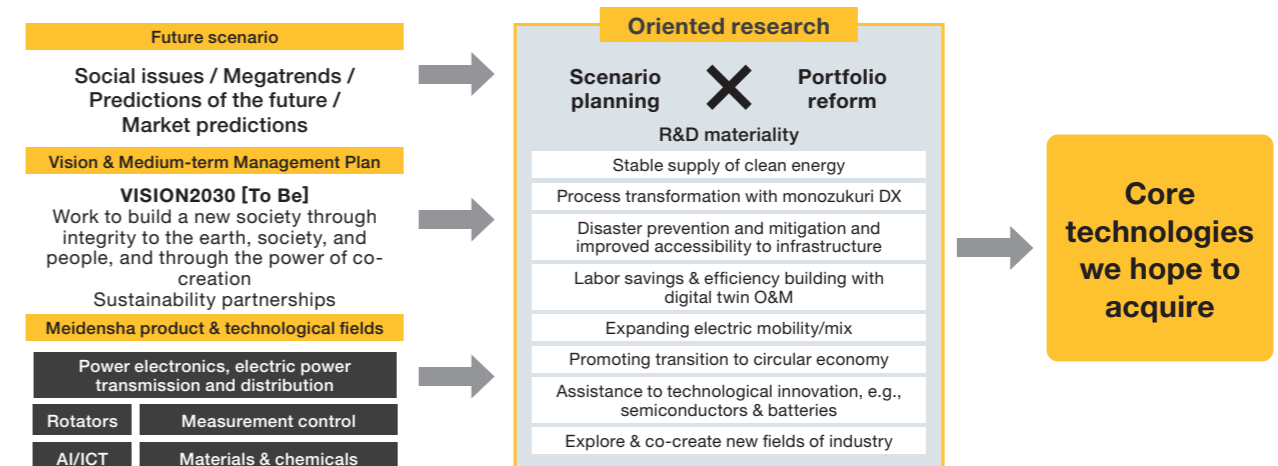 Future scenario
Social issues / Megatrends /
Predictions of the future /
Market predictions
Vision & Medium-term Management Plan
VISION2030 [To Be]
Work to build a new society through
integrity to the earth, society, and
people, and through the power of co-
creation
Sustainability partnerships
Meidensha product & technological fields
Power electronics, electric power
transmission and distribution
Rotators
Measurement control
AI/ICT
Materials & chemicals
Oriented research
Scenario
planning
Portfolio
reform
R&D materiality
Stable supply of clean energy
Process transformation with monozukuri DX
Disaster prevention and mitigation and
improved accessibility to infrastructure
Labor savings & efficiency building with
digital twin O&M
Expanding electric mobility/mix
Promoting transition to circular economy
Assistance to technological innovation, e.g.,
semiconductors & batteries
Explore & co-create new fields of industry
Core
technologies
we hope to
acquire